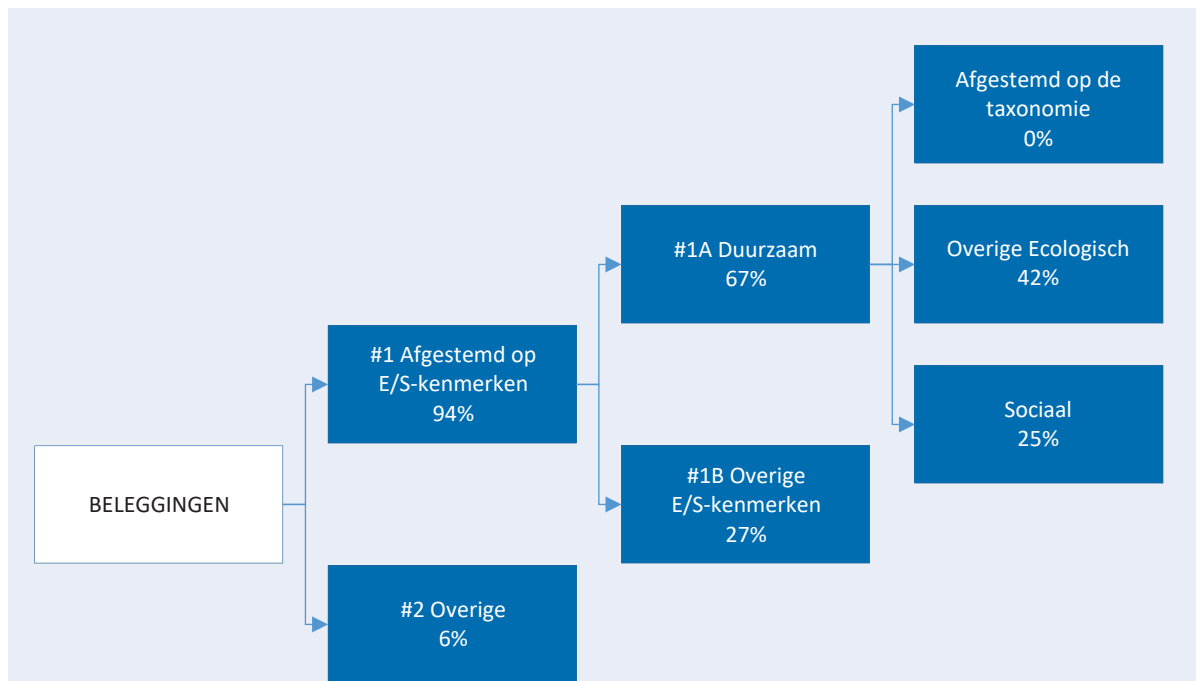 BELEGGINGEN
#1 Afgestemd op
E/S-kenmerken
94%
#2 Overige
6%
#1A Duurzaam
67%
#1B Overige
E/S-kenmerken
27%
Afgestemd op de
taxonomie
0%
Overige Ecologisch
42%
Sociaal
25%